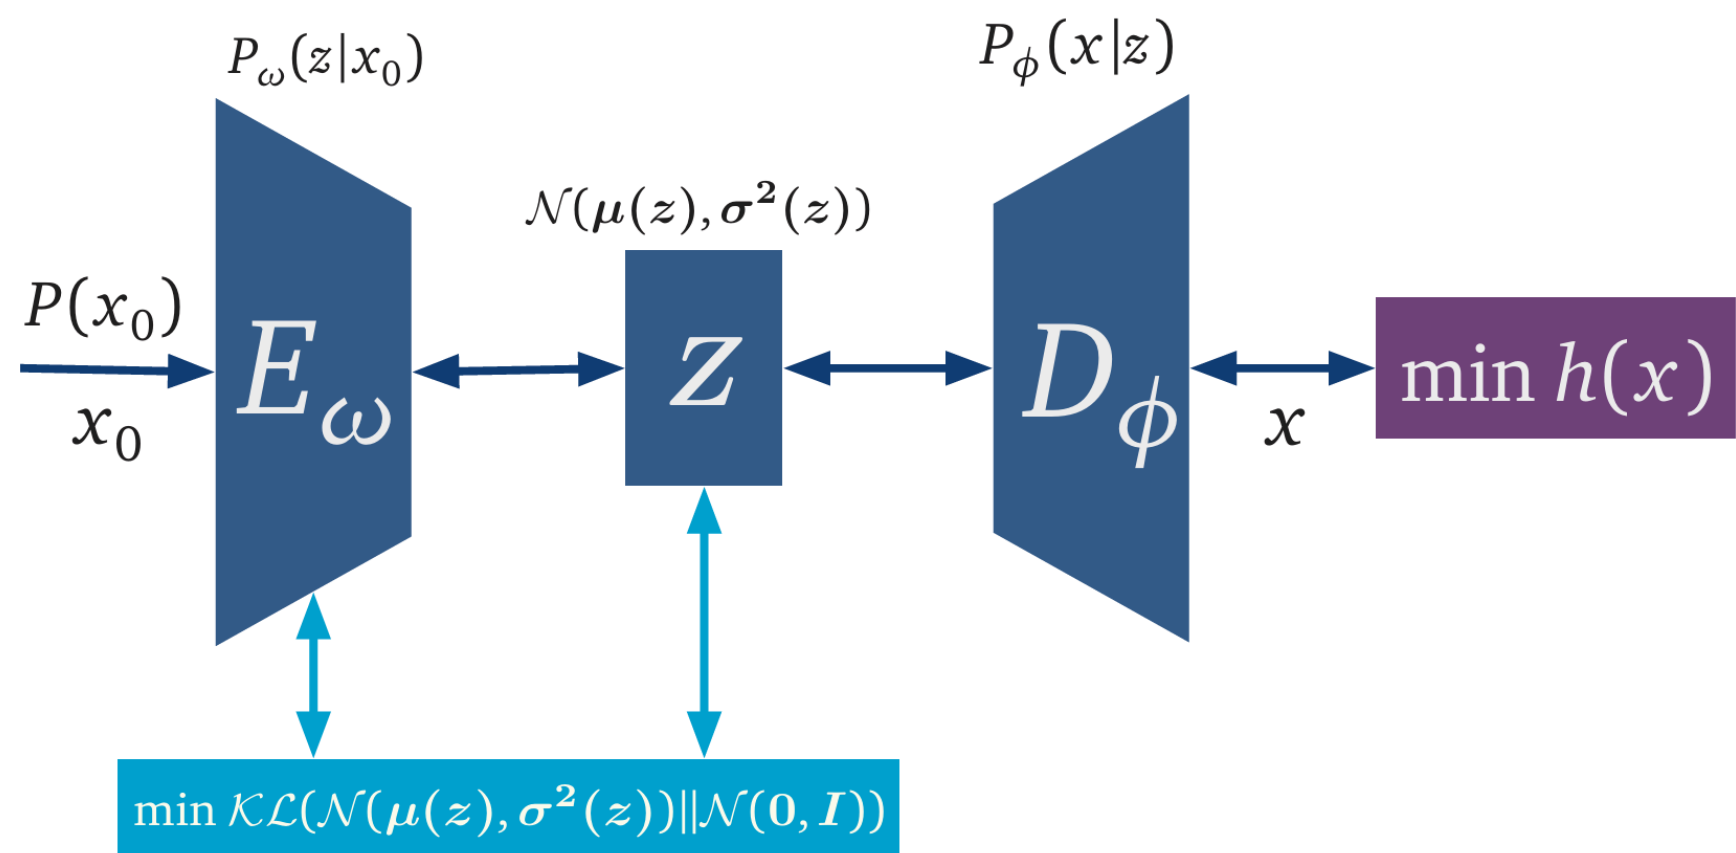 P_ω(z|x_0)
P_ϕ(x|z)
𝒩(μ(z), σ²(z))
P(x_0)
x_0
E_ω
z
D_ϕ
x
min h(x)
min 𝒦ℒ(𝒩(μ(z), σ²(z))||𝒩(0, I))